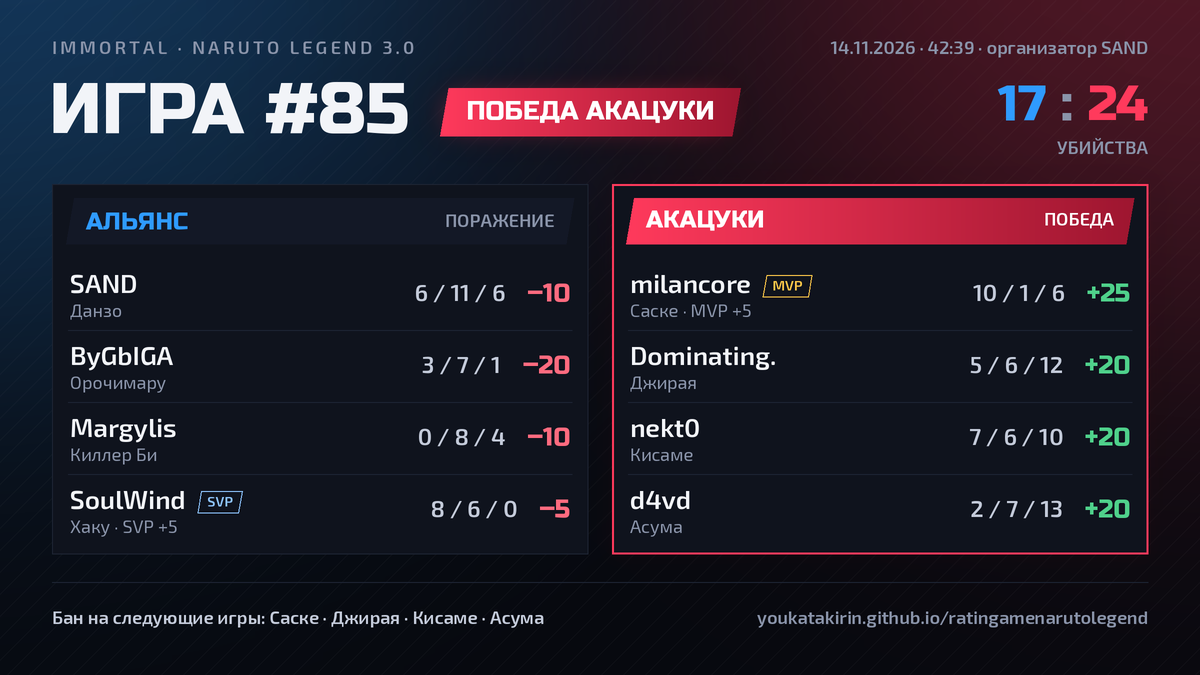 IMMORTAL · NARUTO LEGEND 3.0
14.11.2026 · 42:39 · организатор SAND
ИГРА #85
ПОБЕДА АКАЦУКИ
17 : 24
УБИЙСТВА
АЛЬЯНС
ПОРАЖЕНИЕ
SAND
6 / 11 / 6
−10
Данзо
ByGbIGA
3 / 7 / 1
−20
Орочимару
Margylis
0 / 8 / 4
−10
Киллер Би
SoulWind
SVP
8 / 6 / 0
−5
Хаку · SVP +5
АКАЦУКИ
ПОБЕДА
milancore
MVP
10 / 1 / 6
+25
Саске · MVP +5
Dominating.
5 / 6 / 12
+20
Джирая
nekt0
7 / 6 / 10
+20
Кисаме
d4vd
2 / 7 / 13
+20
Асума
Бан на следующие игры: Саске · Джирая · Кисаме · Асума
youkatakirin.github.io/ratingamenarutolegend